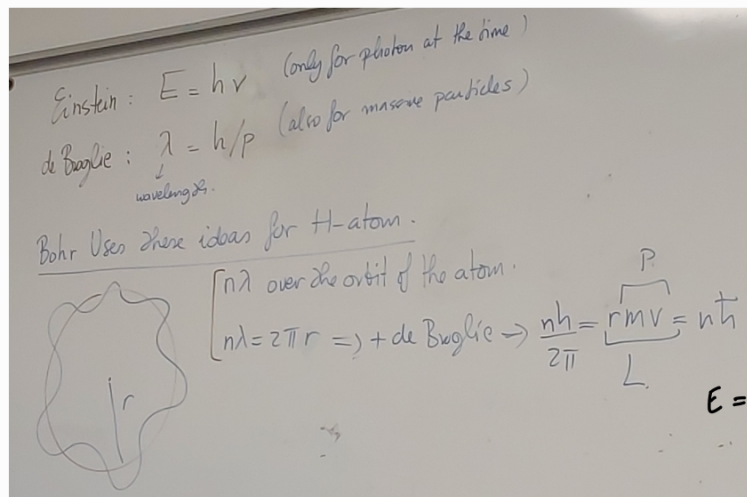 Einstein : E = hν (only for photon at the time)
de Broglie : λ = h/p (also for massive particles)
↓
wavelength.
Bohr Uses these ideas for H-atom.
nλ over the orbit of the atom.
P.
nλ = 2πr => + de Broglie → nh/2π = rmv = nħ
L.
r
E =